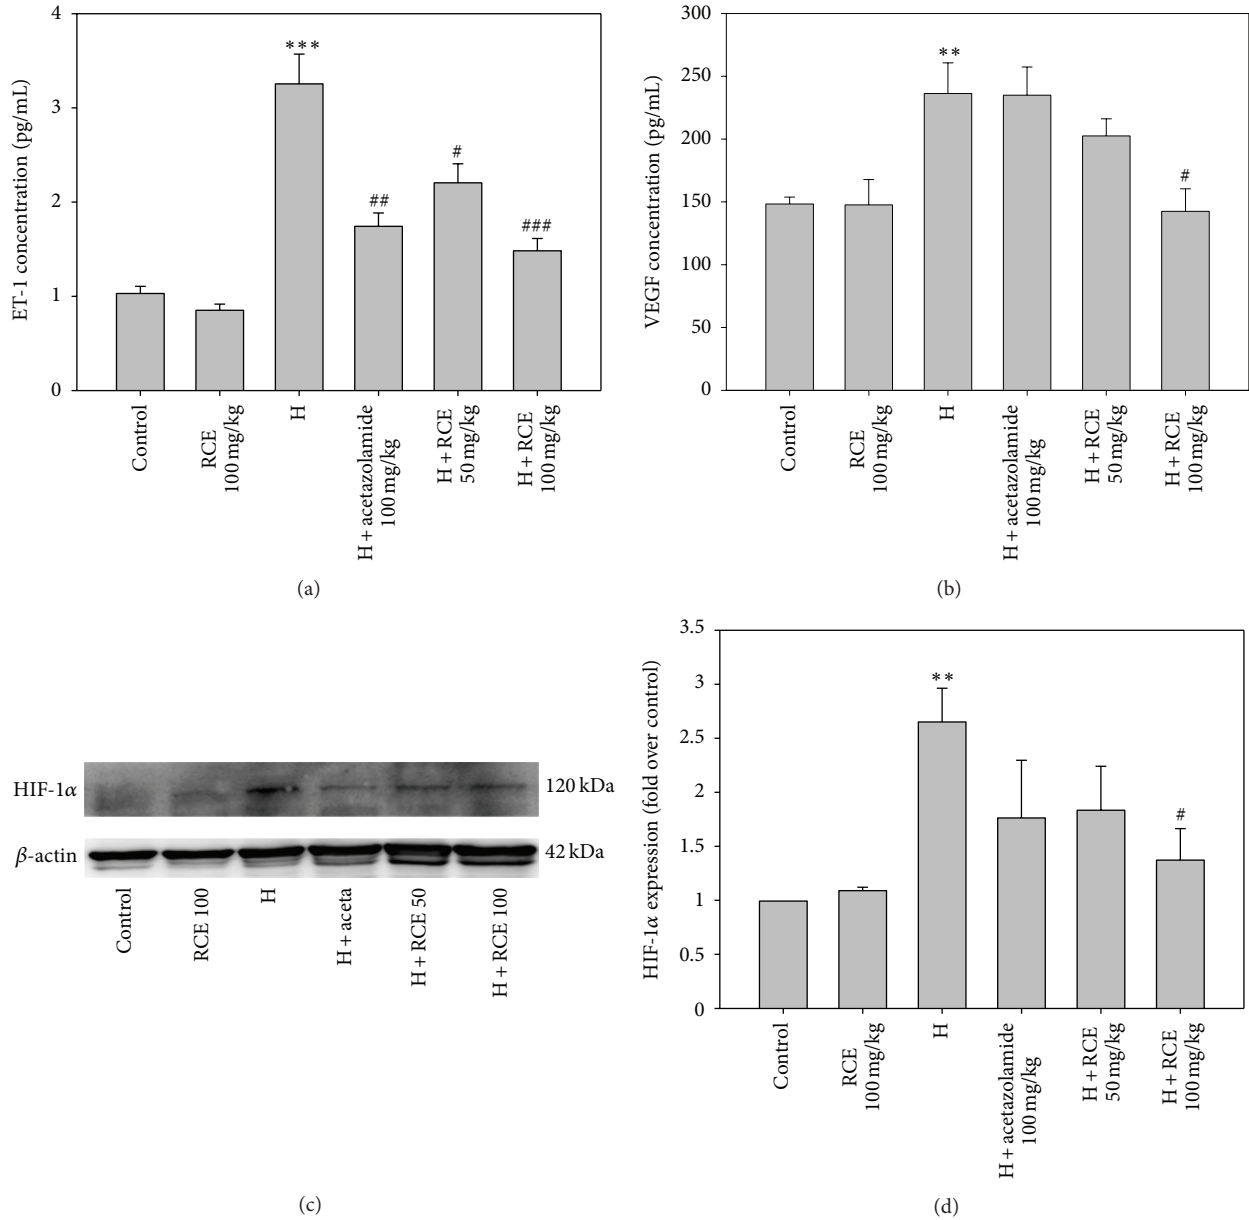 4
3
2
1
0
ET-1 concentration (pg/mL)
***
##
#
###
Control
RCE
100 mg/kg
H
H + acetazolamide
100 mg/kg
H + RCE
50 mg/kg
H + RCE
100 mg/kg
(a)
300
250
200
150
100
50
0
VEGF concentration (pg/mL)
**
#
Control
RCE
100 mg/kg
H
H + acetazolamide
100 mg/kg
H + RCE
50 mg/kg
H + RCE
100 mg/kg
(b)
HIF-1α
120 kDa
β-actin
42 kDa
Control
RCE 100
H
H + aceta
H + RCE 50
H + RCE 100
(c)
3.5
3
2.5
2
1.5
1
0.5
0
HIF-1α expression (fold over control)
**
#
Control
RCE
100 mg/kg
H
H + acetazolamide
100 mg/kg
H + RCE
50 mg/kg
H + RCE
100 mg/kg
(d)